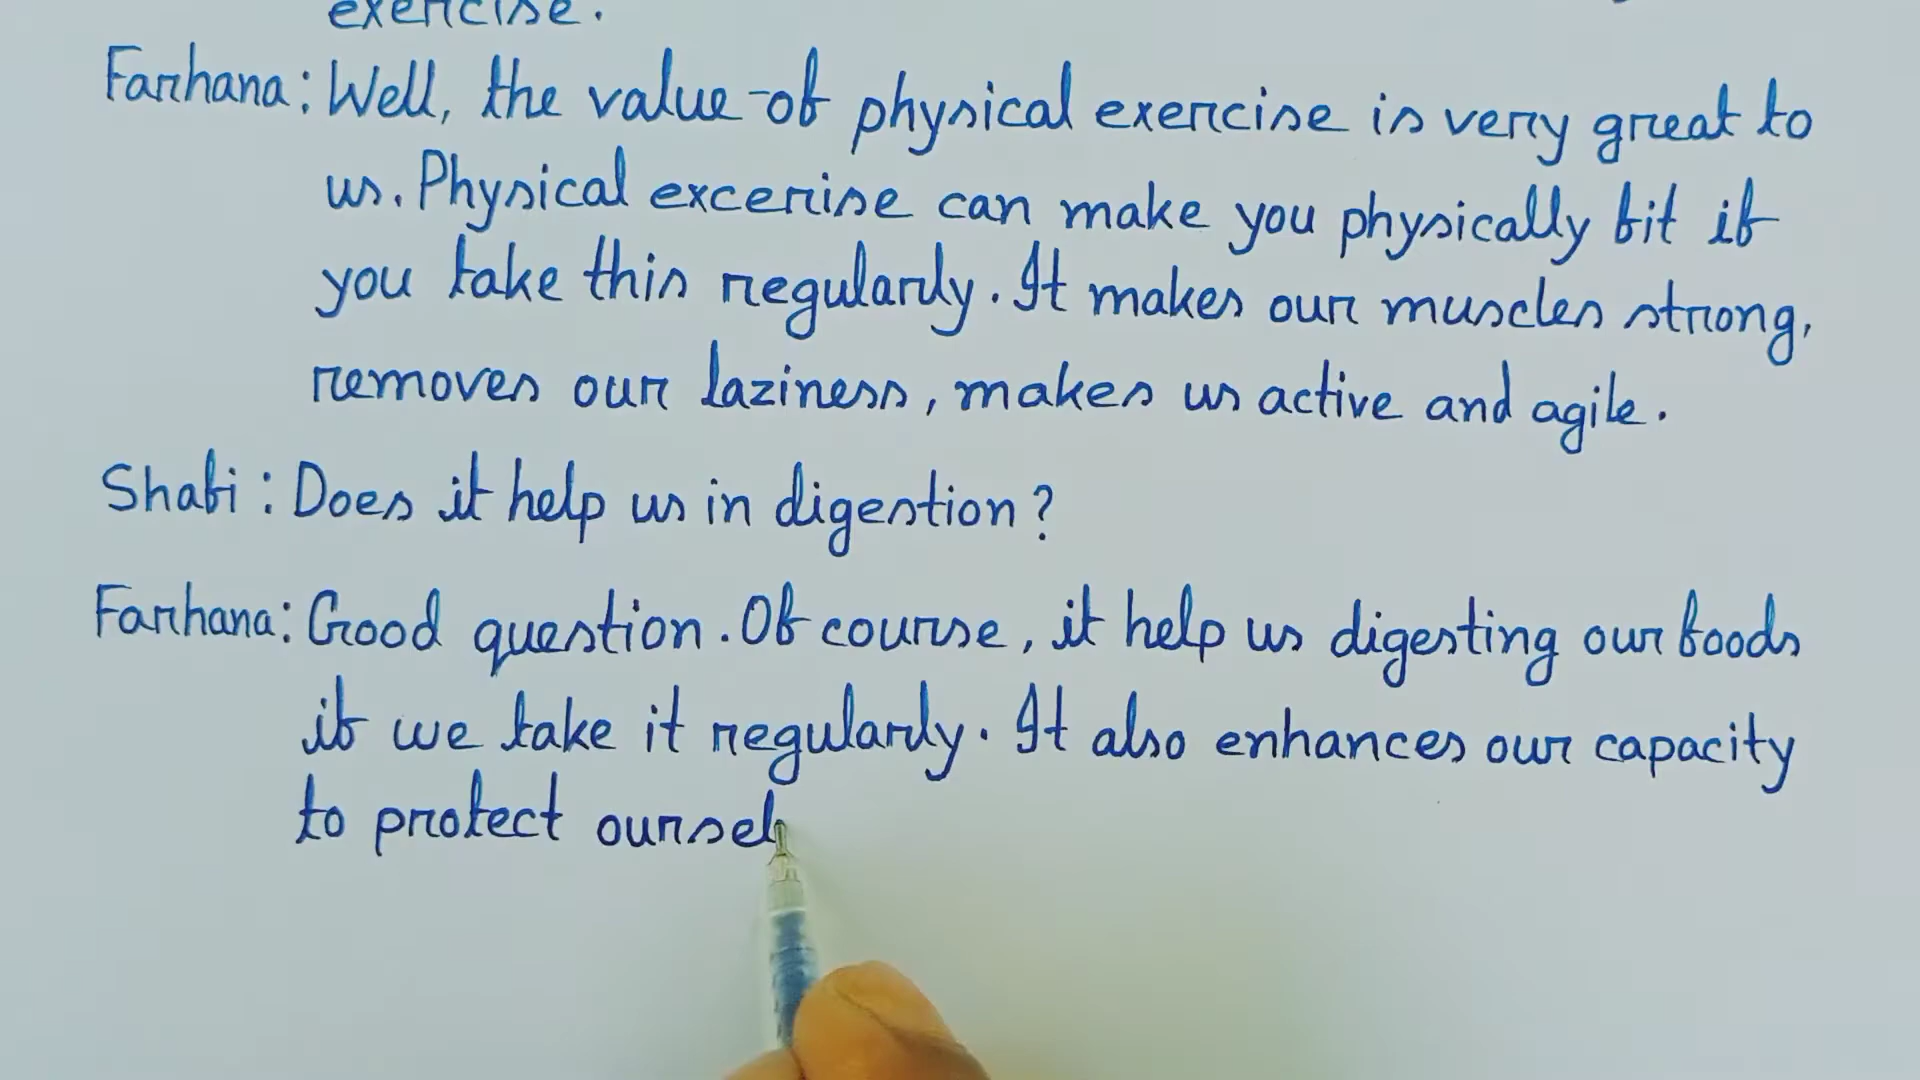 exercise.
Farhana: Well, the value of physical exercise is very great to
us. Physical excerise can make you physically fit if
you take this regularly. It makes our muscles strong,
removes our laziness, makes us active and agile.
Shafi: Does it help us in digestion?
Farhana: Good question. Of course, it help us digesting our foods
if we take it regularly. It also enhances our capacity
to protect oursel